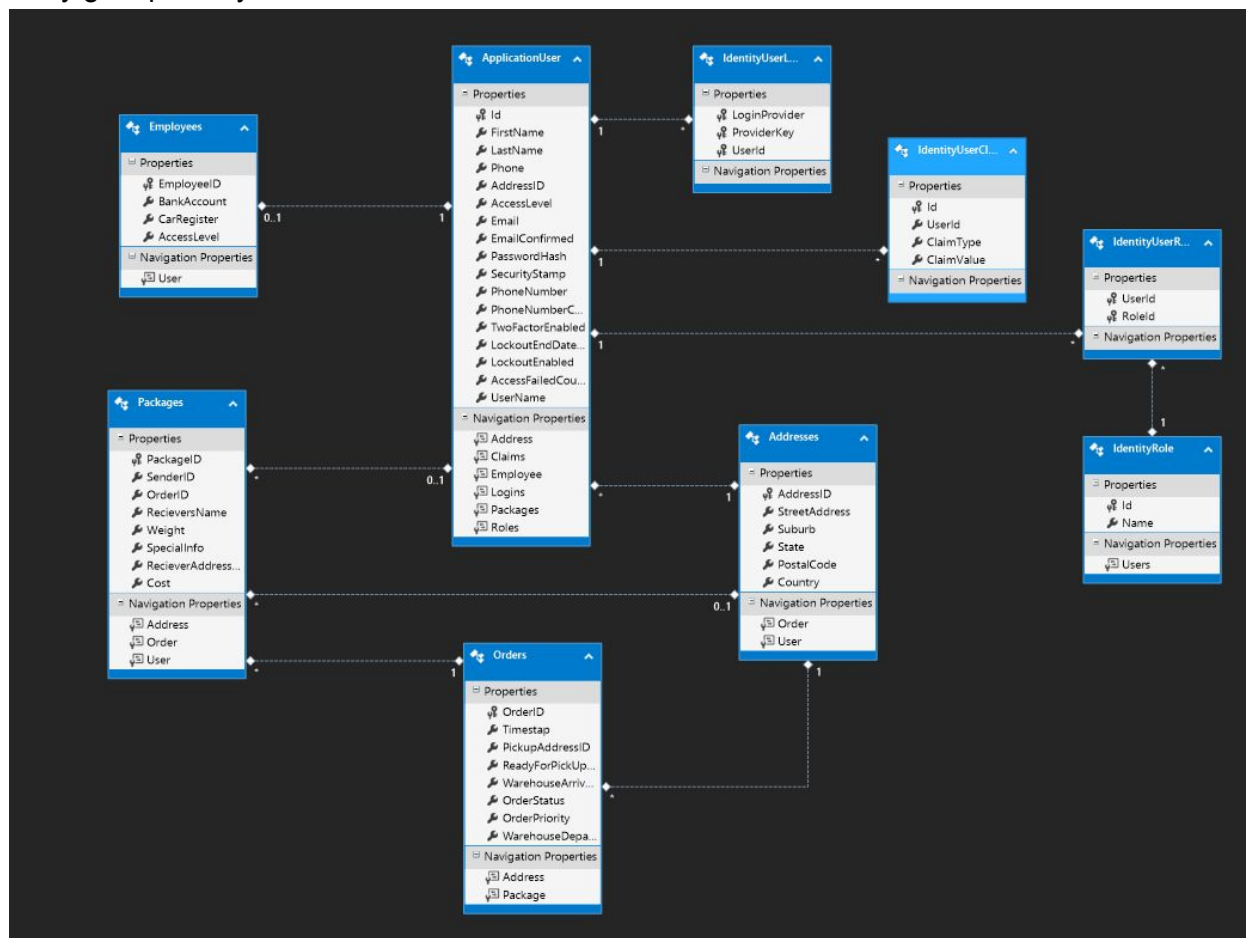 ApplicationUser
Properties
Id
FirstName
LastName
Phone
AddressID
AccessLevel
Email
EmailConfirmed
PasswordHash
SecurityStamp
PhoneNumber
PhoneNumberC...
TwoFactorEnabled
LockoutEndDate...
LockoutEnabled
AccessFailedCou...
UserName
Navigation Properties
Address
Claims
Employee
Logins
Packages
Roles
IdentityUserL...
Properties
LoginProvider
ProviderKey
UserId
Navigation Properties
1
*
Employees
Properties
EmployeeID
BankAccount
CarRegister
AccessLevel
Navigation Properties
User
0..1
1
IdentityUserCl...
Properties
Id
UserId
ClaimType
ClaimValue
Navigation Properties
1
*
IdentityUserR...
Properties
UserId
RoleId
Navigation Properties
1
*
*
1
IdentityRole
Properties
Id
Name
Navigation Properties
Users
Packages
Properties
PackageID
SenderID
OrderID
RecieversName
Weight
SpecialInfo
RecieverAddress...
Cost
Navigation Properties
Address
Order
User
*
0..1
*
0..1
*
1
Addresses
Properties
AddressID
StreetAddress
Suburb
State
PostalCode
Country
Navigation Properties
Order
User
*
1
1
*
Orders
Properties
OrderID
Timestap
PickupAddressID
ReadyForPickUp...
WarehouseArriv...
OrderStatus
OrderPriority
WarehouseDepa...
Navigation Properties
Address
Package